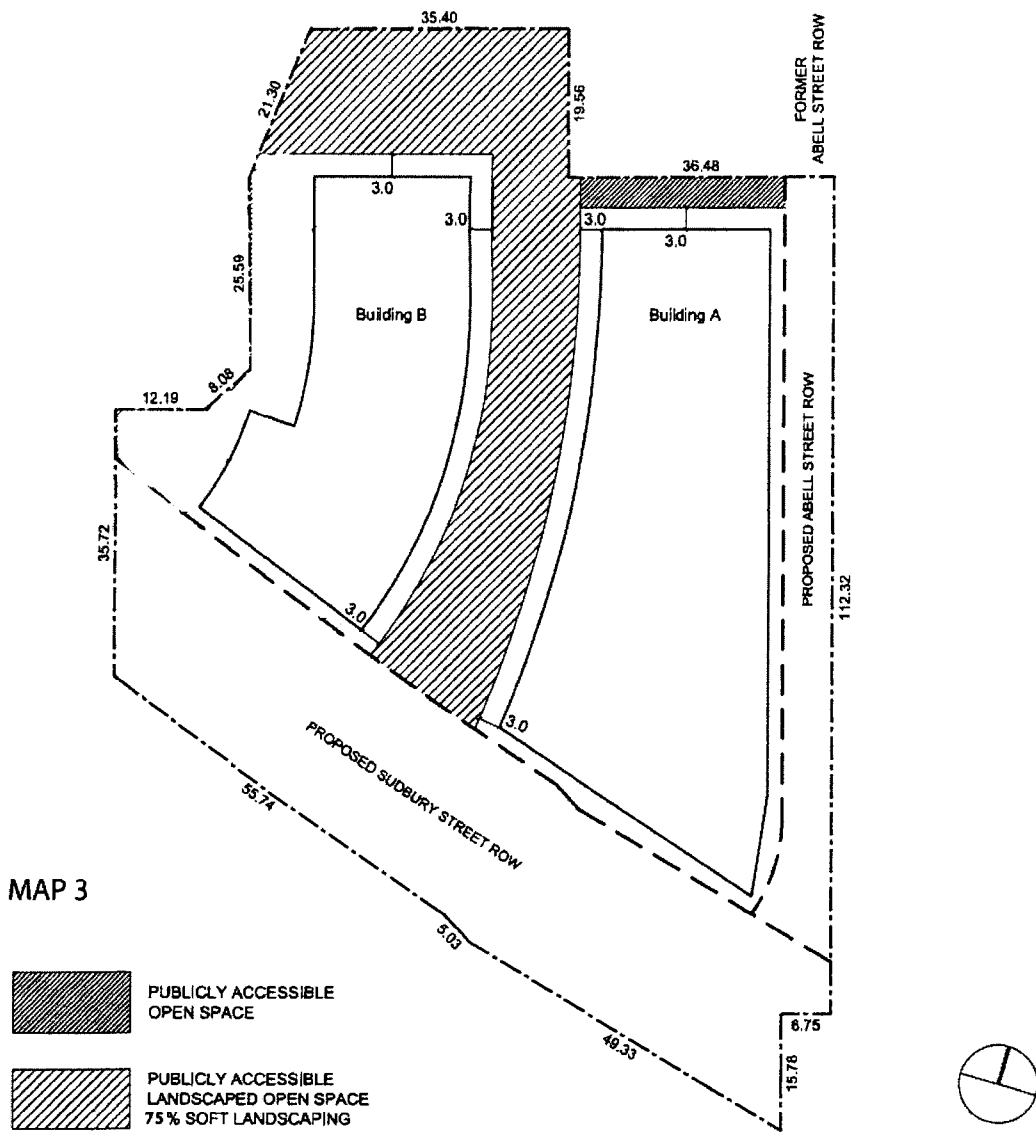 35.40
FORMER
ABELL STREET ROW
21.30
19.56
36.48
3.0
3.0
3.0
3.0
25.59
Building B
Building A
8.08
12.19
PROPOSED ABELL STREET ROW
35.72
112.32
3.0
3.0
PROPOSED SUDBURY STREET ROW
55.74
MAP 3
5.03
PUBLICLY ACCESSIBLE
OPEN SPACE
6.75
49.33
15.78
PUBLICLY ACCESSIBLE
LANDSCAPED OPEN SPACE
75% SOFT LANDSCAPING